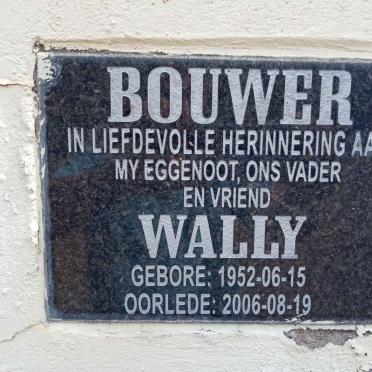 BOUWER
IN LIEFDEVOLLE HERINNERING AA
MY EGGENOOT, ONS VADER
EN VRIEND
WALLY
GEBORE: 1952-06-15
OORLEDE: 2006-08-19